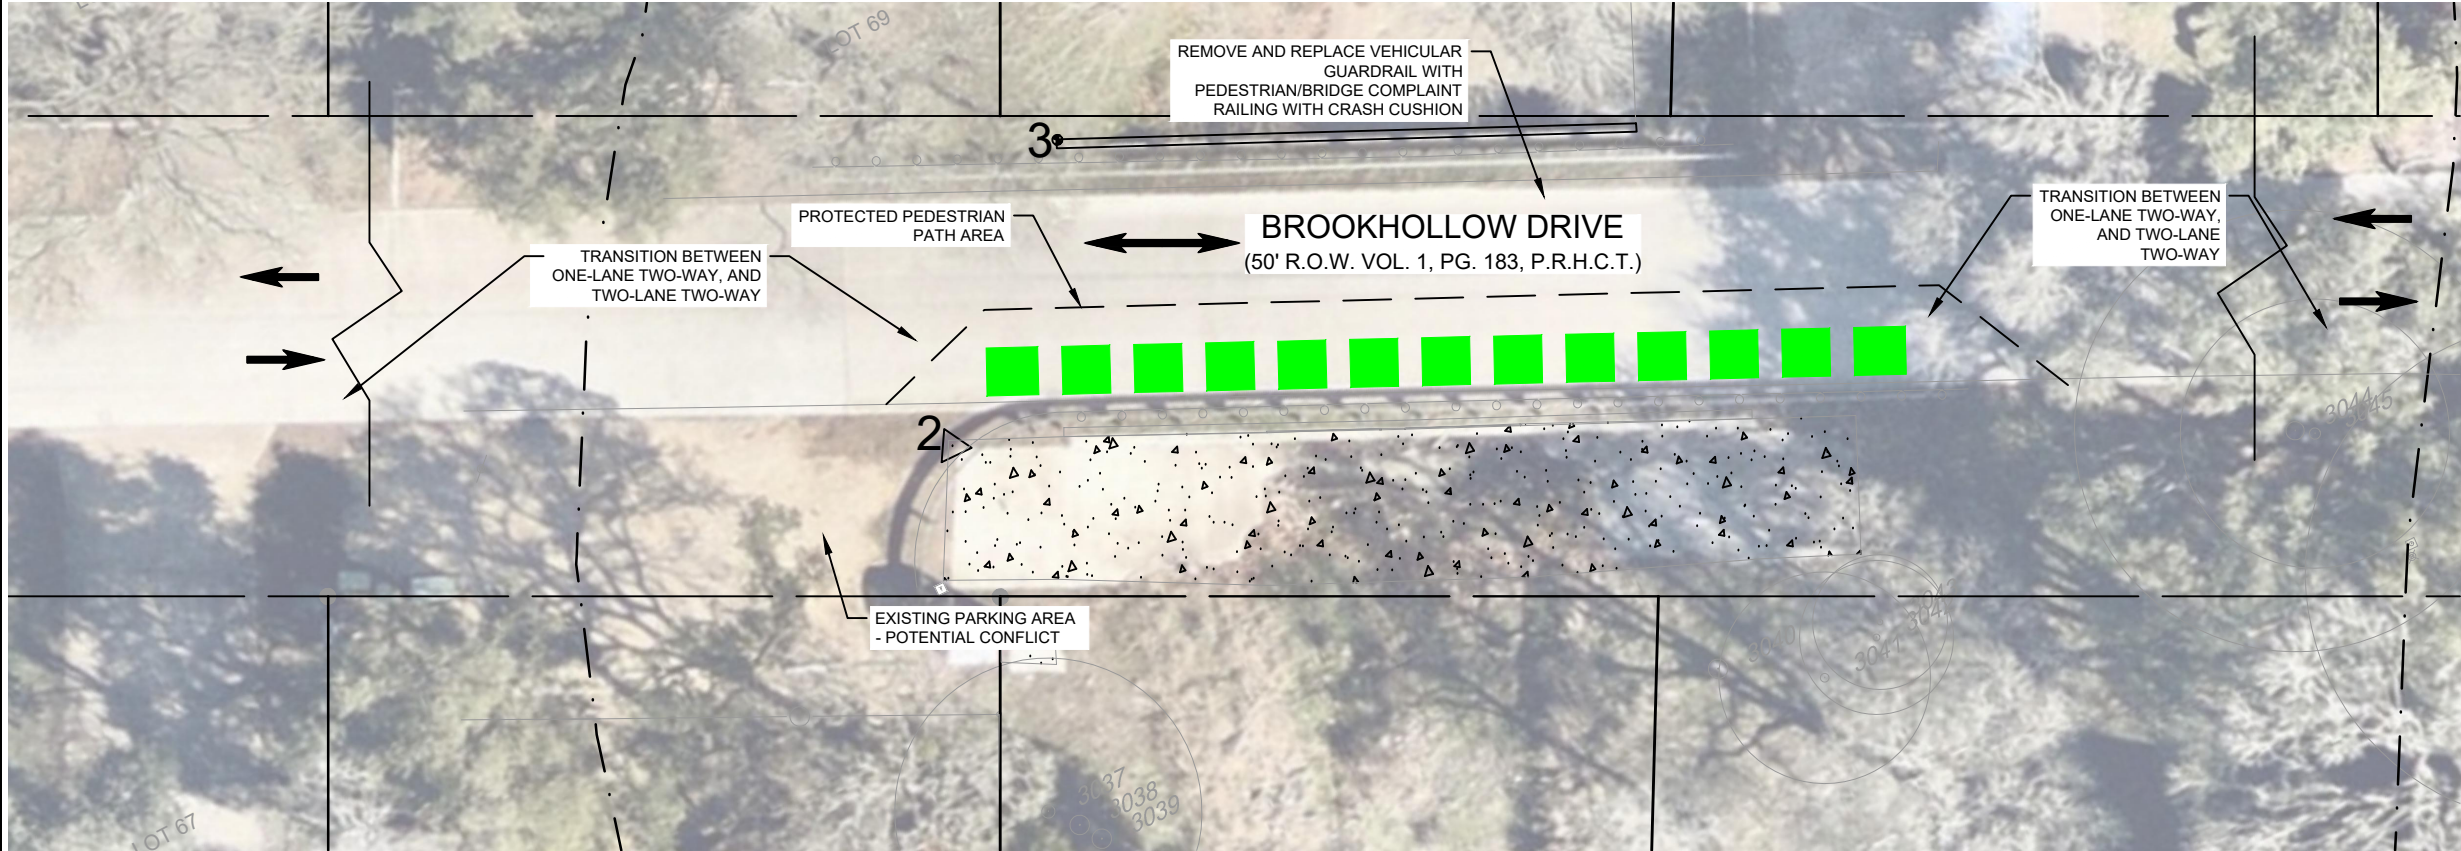 LOT 69
REMOVE AND REPLACE VEHICULAR
GUARDRAIL WITH
PEDESTRIAN/BRIDGE COMPLAINT
RAILING WITH CRASH CUSHION
3
TRANSITION BETWEEN
ONE-LANE TWO-WAY,
AND TWO-LANE
TWO-WAY
PROTECTED PEDESTRIAN
PATH AREA
BROOKHOLLOW DRIVE
(50' R.O.W. VOL. 1, PG. 183, P.R.H.C.T.)
TRANSITION BETWEEN
ONE-LANE TWO-WAY, AND
TWO-LANE TWO-WAY
2
3044
3045
EXISTING PARKING AREA
- POTENTIAL CONFLICT
3040
3041
3037
3038
3039
LOT 67